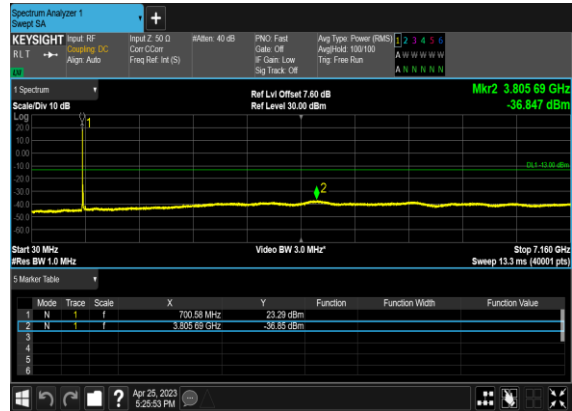 Spectrum Analyzer 1
Swept SA
KEYSIGHT Input: RF Input Z: 50 Ω #Atten: 40 dB PNO: Fast Avg Type: Power (RMS) 1 2 3 4 5 6
RLT Coupling: DC Corr CCorr Gate: Off Avg|Hold: 100/100 A W W W W W
Align: Auto Freq Ref: Int (S) IF Gain: Low Trig: Free Run
LW Sig Track: Off A N N N N N
1 Spectrum Ref Lvl Offset 7.60 dB Mkr2 3.805 69 GHz
Scale/Div 10 dB Ref Level 30.00 dBm -36.847 dBm
Log
20.0
10.0
0.00
-10.0
-20.0
-30.0
-40.0
-50.0
-60.0
1
2
DL1 -13.00 dBm
Start 30 MHz Video BW 3.0 MHz* Stop 7.160 GHz
#Res BW 1.0 MHz Sweep 13.3 ms (40001 pts)
5 Marker Table
Mode Trace Scale X Y Function Function Width Function Value
1 N 1 f 700.58 MHz 23.29 dBm
2 N 1 f 3.805 69 GHz -36.85 dBm
3
4
5
6
? Apr 25, 2023
5:25:53 PM